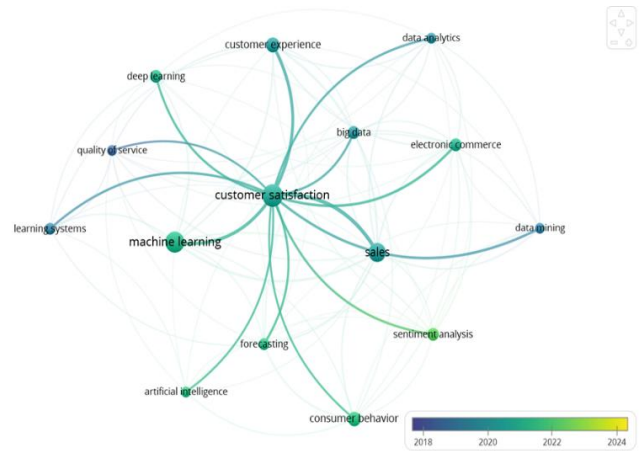 data analytics
customer experience
deep learning
big data
electronic commerce
quality of service
customer satisfaction
learning systems
data mining
machine learning
sales
sentiment analysis
forecasting
artificial intelligence
consumer behavior
2018 2020 2022 2024